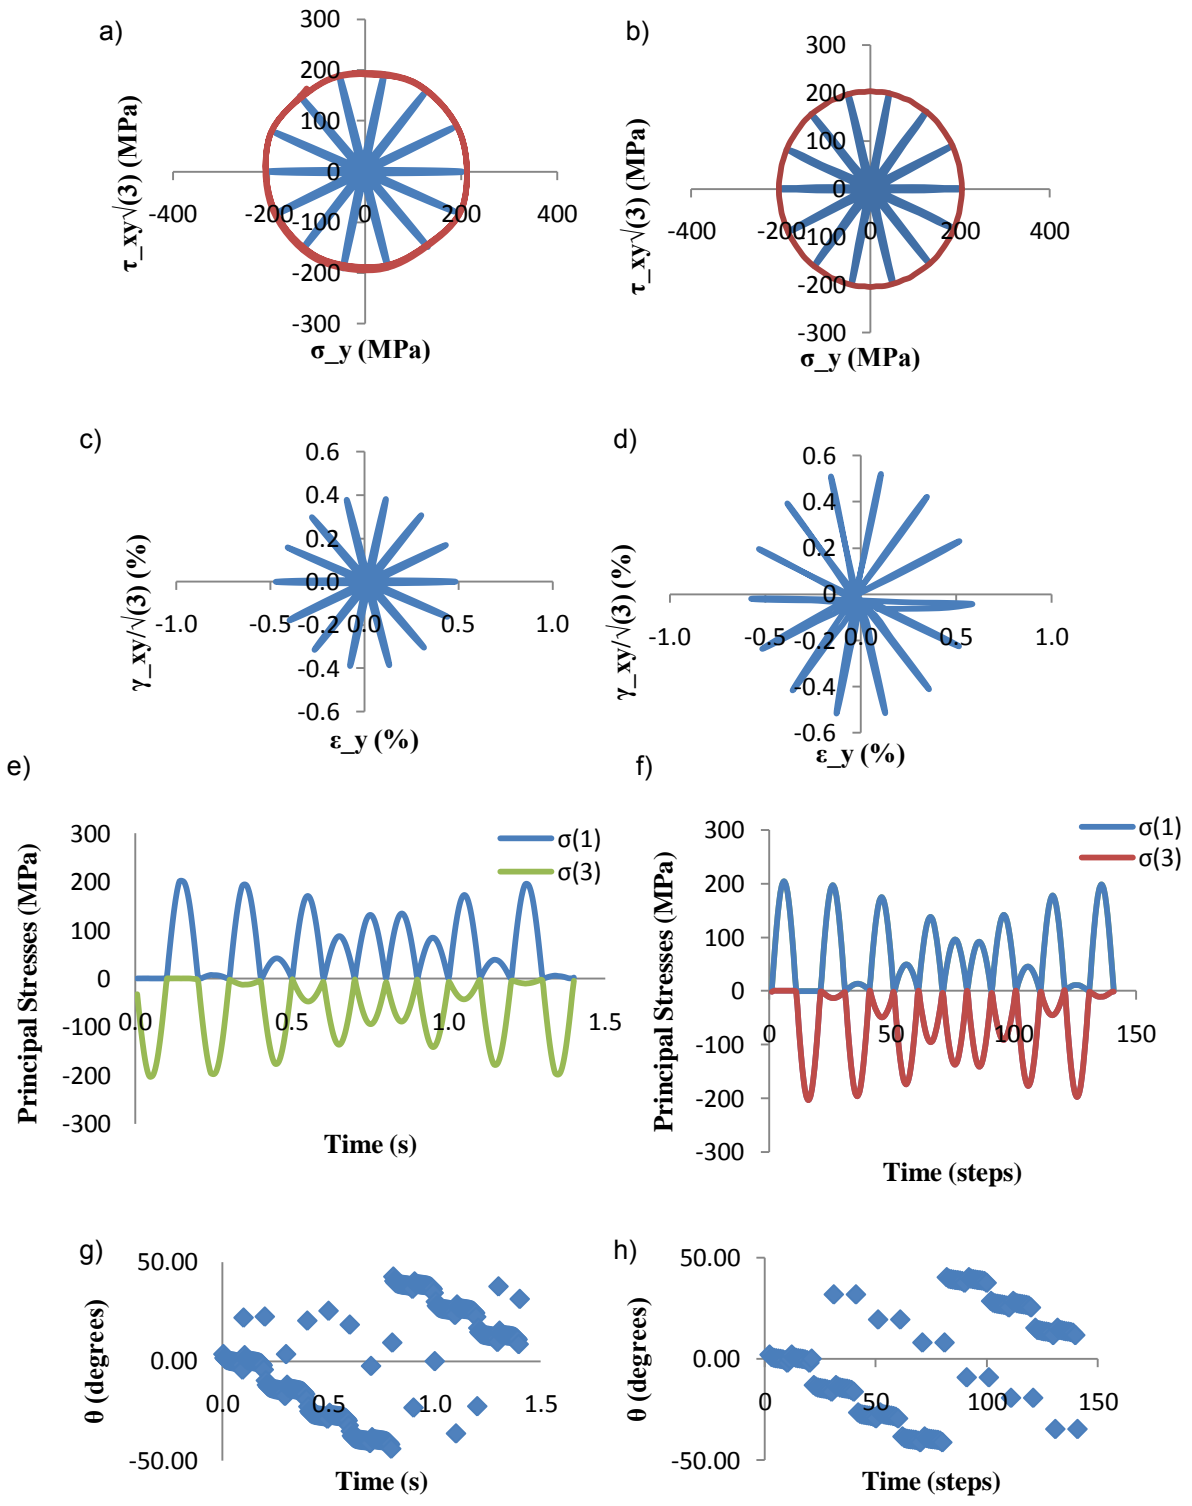 a)
300
200
100
0
-100
-200
-300
-400 -200 0 200 400
τ_xy√(3) (MPa)
σ_y (MPa)
b)
300
200
100
0
-100
-200
-300
-400 -200 0 200 400
τ_xy√(3) (MPa)
σ_y (MPa)
c)
0.6
0.4
0.2
0.0
-0.2
-0.4
-0.6
-1.0 -0.5 0.0 0.5 1.0
γ_xy/√(3) (%)
ε_y (%)
d)
0.6
0.4
0.2
0
-0.2
-0.4
-0.6
-1.0 -0.5 0.0 0.5 1.0
γ_xy/√(3) (%)
ε_y (%)
e)
300
200
100
0
-100
-200
-300
0.0 0.5 1.0 1.5
σ(1)
σ(3)
Principal Stresses (MPa)
Time (s)
f)
300
200
100
0
-100
-200
-300
0 50 100 150
σ(1)
σ(3)
Principal Stresses (MPa)
Time (steps)
g)
50.00
0.00
-50.00
0.0 0.5 1.0 1.5
θ (degrees)
Time (s)
h)
50.00
0.00
-50.00
0 50 100 150
θ (degrees)
Time (steps)